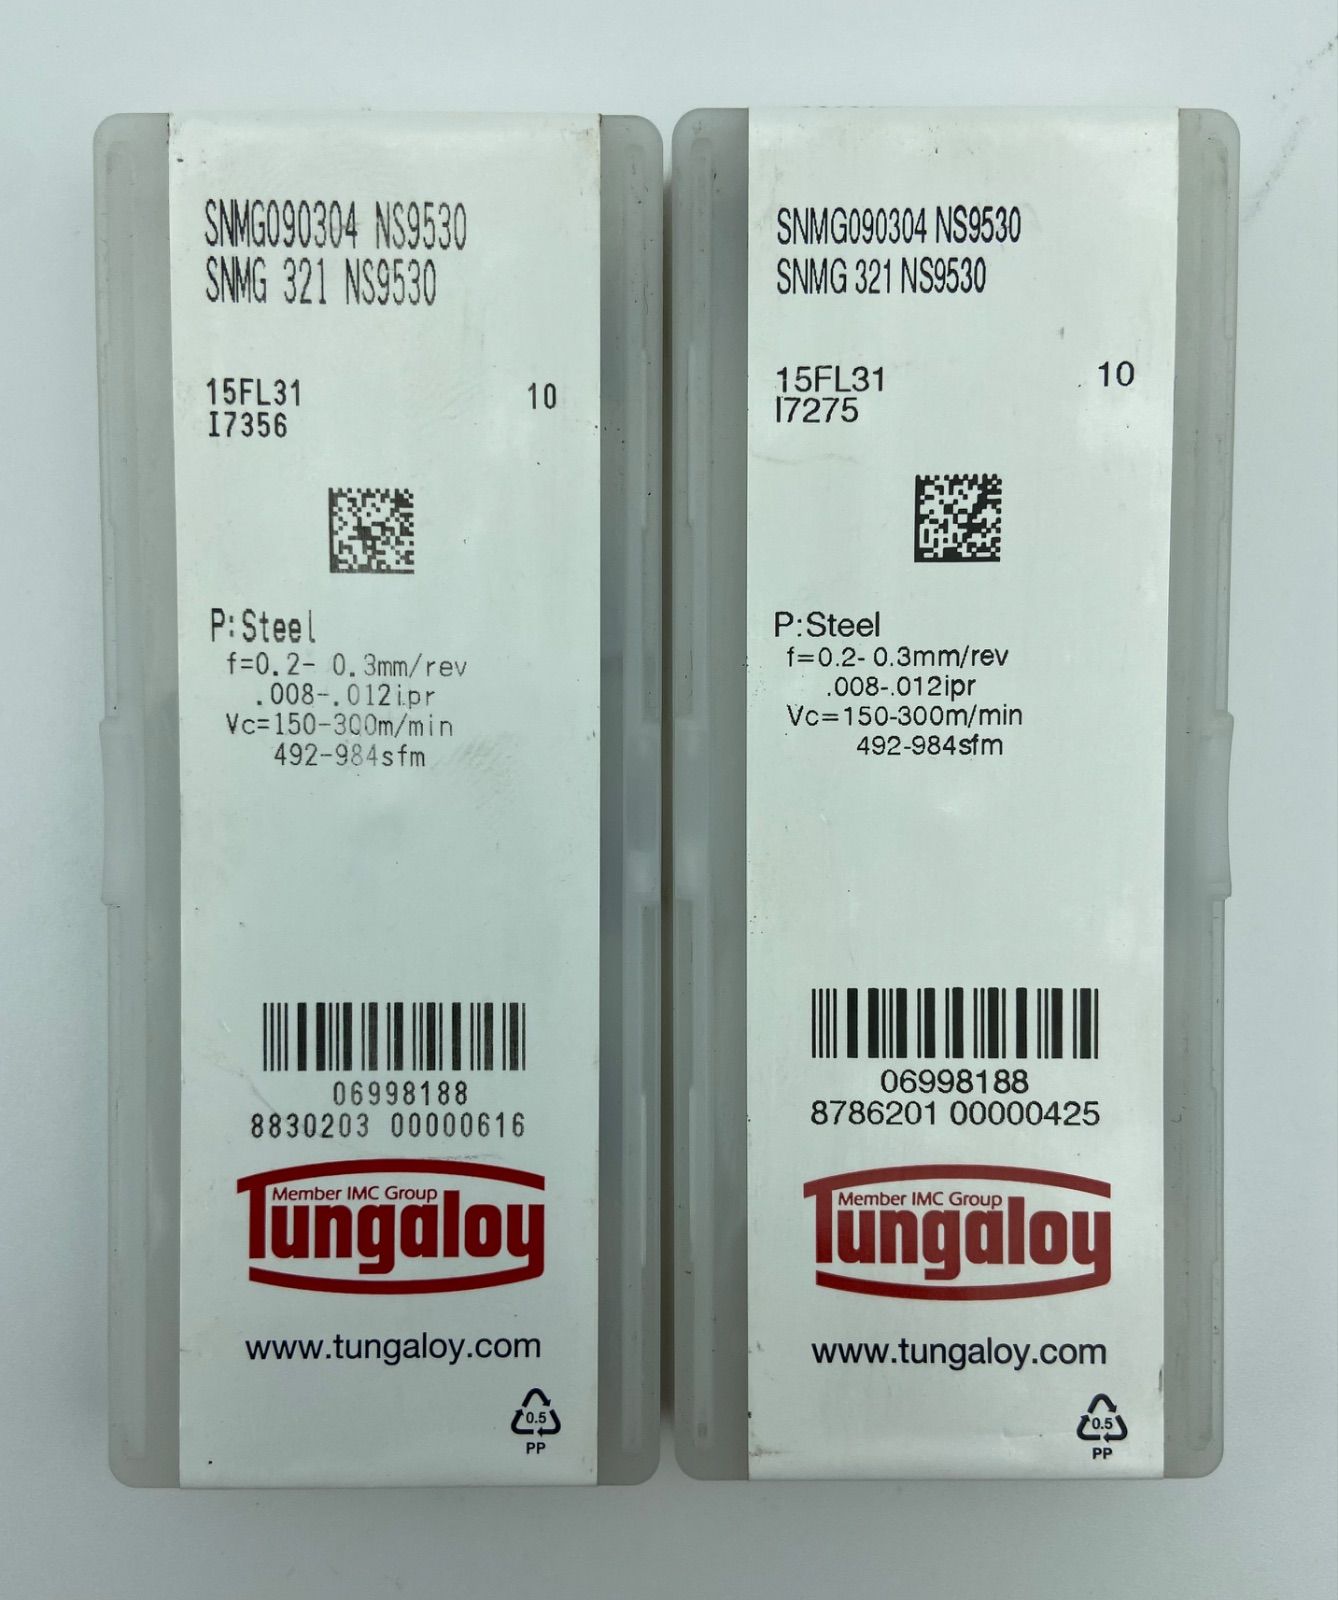 SNMG090304 NS9530
SNMG 321 NS9530
15FL31 10
I7356
P:Steel
f=0.2- 0.3mm/rev
.008-.012ipr
Vc=150-300m/min
492-984sfm
06998188
8830203 00000616
Member IMC Group
Tungaloy
www.tungaloy.com
0.5
PP
SNMG090304 NS9530
SNMG 321 NS9530
15FL31 10
I7275
P:Steel
f=0.2- 0.3mm/rev
.008-.012ipr
Vc=150-300m/min
492-984sfm
06998188
8786201 00000425
Member IMC Group
Tungaloy
www.tungaloy.com
0.5
PP